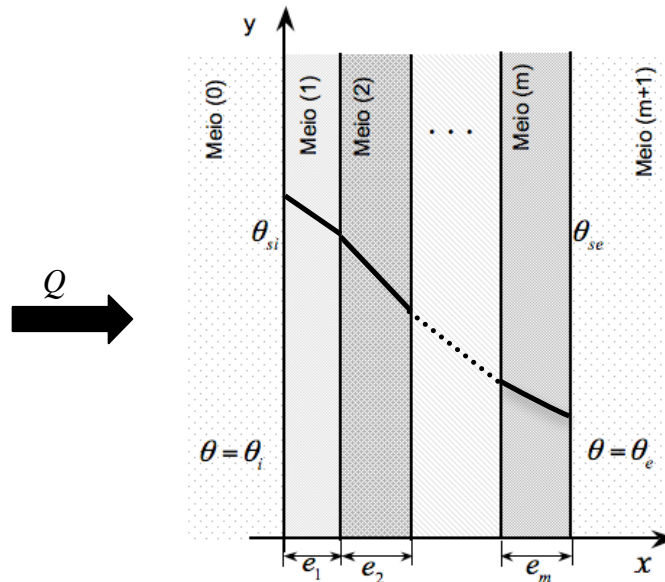 y
Meio (0)
Meio (1)
Meio (2)
. . .
Meio (m)
Meio (m+1)
θsi
θse
Q
θ = θi
θ = θe
e1
e2
em
x